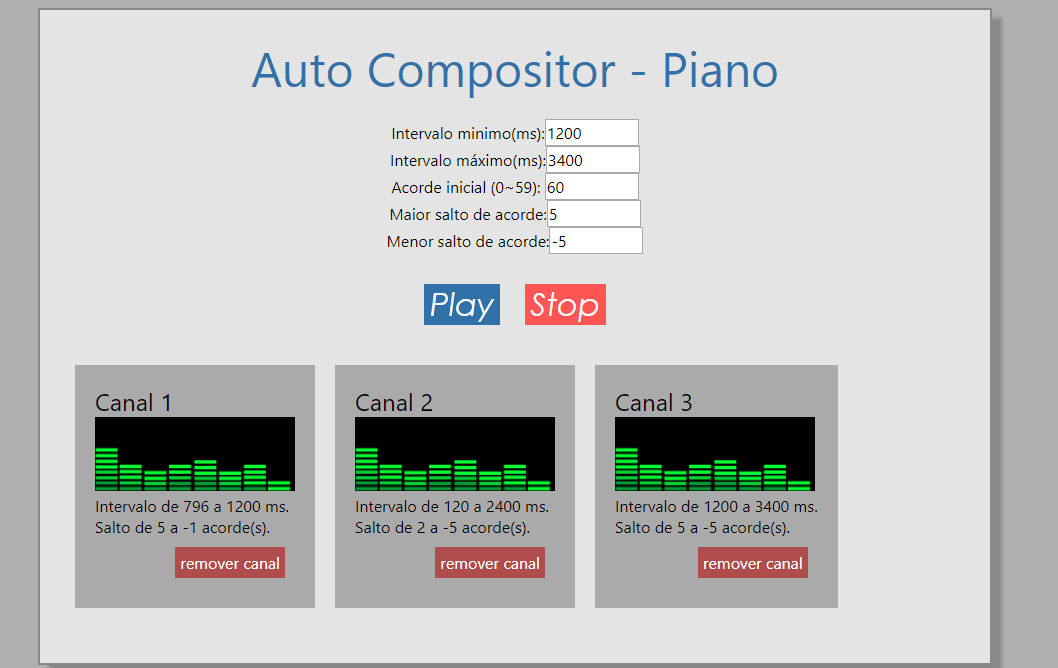 Auto Compositor - Piano
Intervalo minimo(ms): 1200
Intervalo máximo(ms): 3400
Acorde inicial (0~59): 60
Maior salto de acorde: 5
Menor salto de acorde: -5
Play Stop
Canal 1
Intervalo de 796 a 1200 ms.
Salto de 5 a -1 acorde(s).
remover canal
Canal 2
Intervalo de 120 a 2400 ms.
Salto de 2 a -5 acorde(s).
remover canal
Canal 3
Intervalo de 1200 a 3400 ms.
Salto de 5 a -5 acorde(s).
remover canal